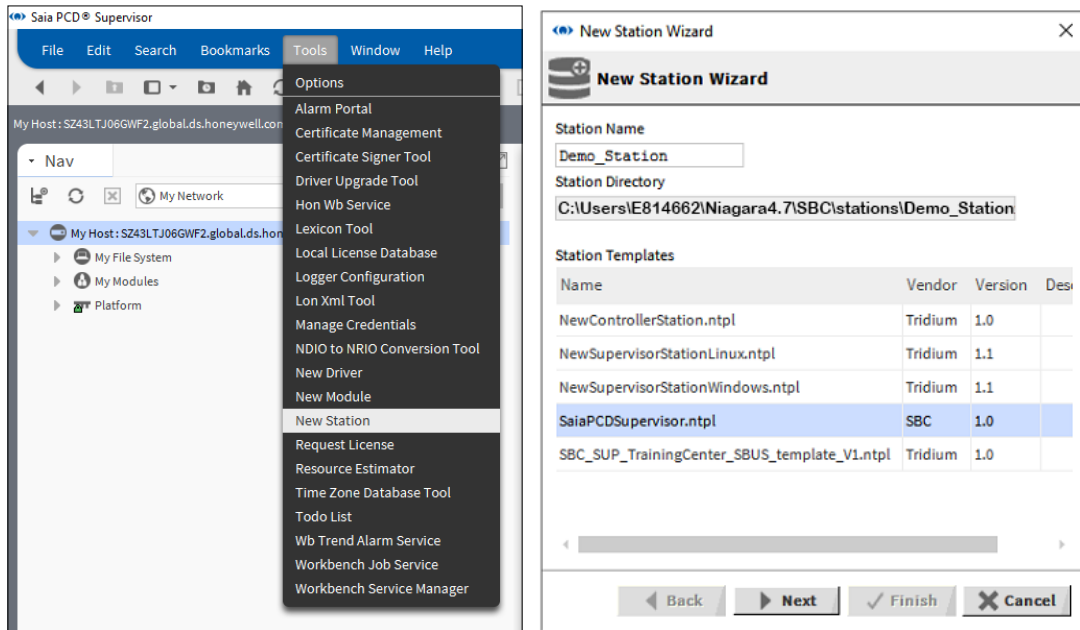 Saia PCD® Supervisor
File Edit Search Bookmarks Tools Window Help
My Host : SZ43LTJ06GWF2.global.ds.honeywell.com
Nav
My Network
My Host : SZ43LTJ06GWF2.global.ds.hon
My File System
My Modules
Platform
Options
Alarm Portal
Certificate Management
Certificate Signer Tool
Driver Upgrade Tool
Hon Wb Service
Lexicon Tool
Local License Database
Logger Configuration
Lon Xml Tool
Manage Credentials
NDIO to NRIO Conversion Tool
New Driver
New Module
New Station
Request License
Resource Estimator
Time Zone Database Tool
Todo List
Wb Trend Alarm Service
Workbench Job Service
Workbench Service Manager
New Station Wizard
New Station Wizard
Station Name
Demo_Station
Station Directory
C:\Users\E814662\Niagara4.7\SBC\stations\Demo_Station
Station Templates
Name Vendor Version Desc
NewControllerStation.ntpl Tridium 1.0
NewSupervisorStationLinux.ntpl Tridium 1.1
NewSupervisorStationWindows.ntpl Tridium 1.1
SaiaPCDSupervisor.ntpl SBC 1.0
SBC_SUP_TrainingCenter_SBUS_template_V1.ntpl Tridium 1.0
Back Next Finish Cancel